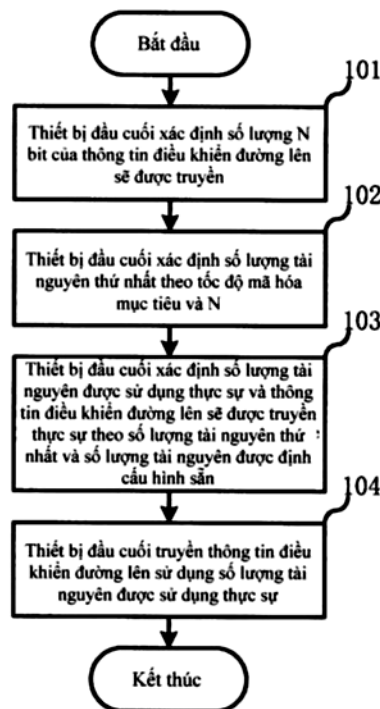 Bắt đầu
101
Thiết bị đầu cuối xác định số lượng N
bit của thông tin điều khiển đường lên
sẽ được truyền
102
Thiết bị đầu cuối xác định số lượng tài
nguyên thứ nhất theo tốc độ mã hóa
mục tiêu và N
103
Thiết bị đầu cuối xác định số lượng tài
nguyên được sử dụng thực sự và thông
tin điều khiển đường lên sẽ được truyền
thực sự theo số lượng tài nguyên thứ
nhất và số lượng tài nguyên được định
cấu hình sẵn
104
Thiết bị đầu cuối truyền thông tin điều
khiển đường lên sử dụng số lượng tài
nguyên được sử dụng thực sự
Kết thúc